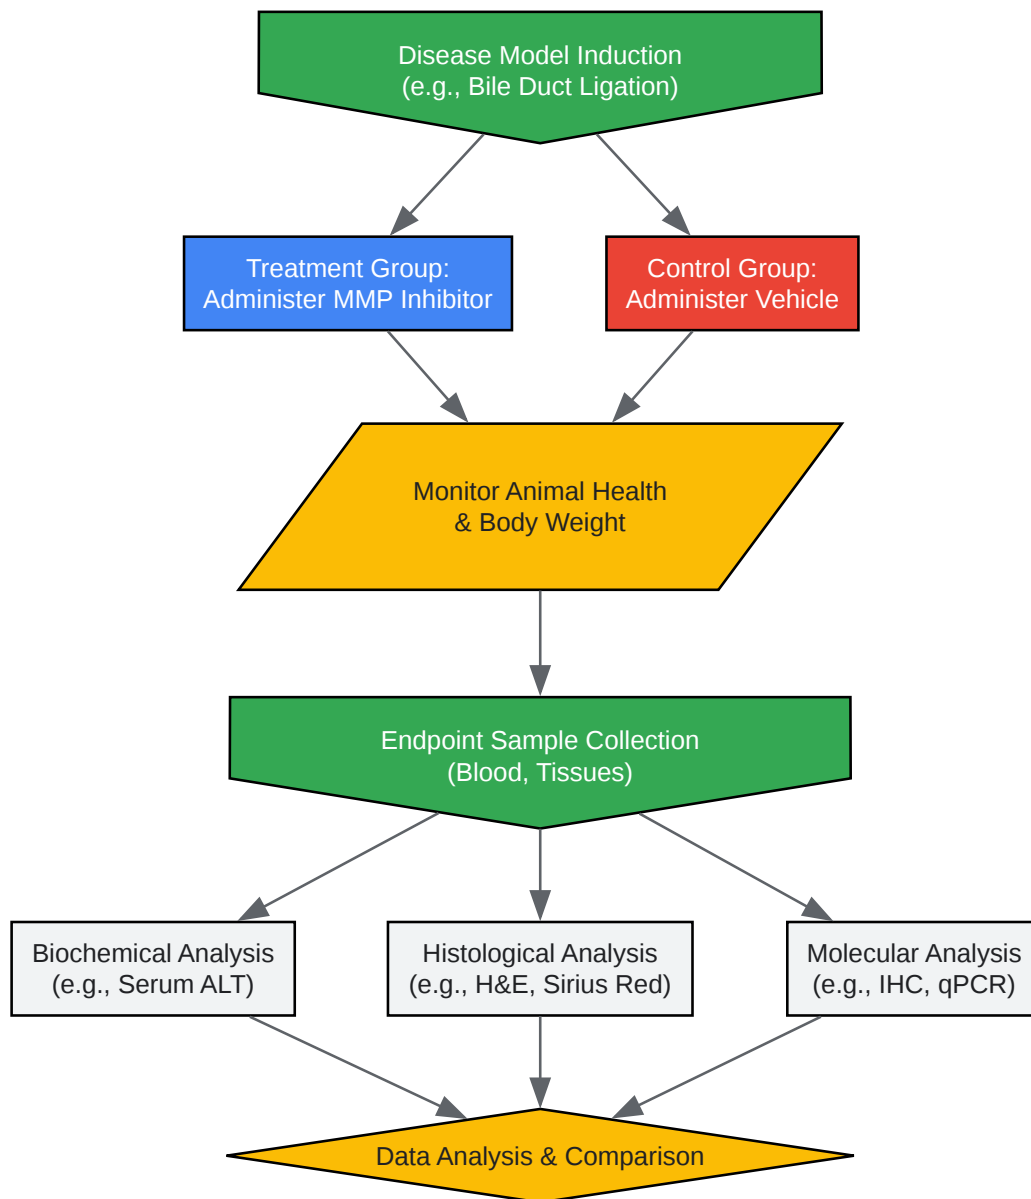 Disease Model Induction
(e.g., Bile Duct Ligation)
Treatment Group:
Administer MMP Inhibitor
Control Group:
Administer Vehicle
Monitor Animal Health
& Body Weight
Endpoint Sample Collection
(Blood, Tissues)
Biochemical Analysis
(e.g., Serum ALT)
Histological Analysis
(e.g., H&E, Sirius Red)
Molecular Analysis
(e.g., IHC, qPCR)
Data Analysis & Comparison